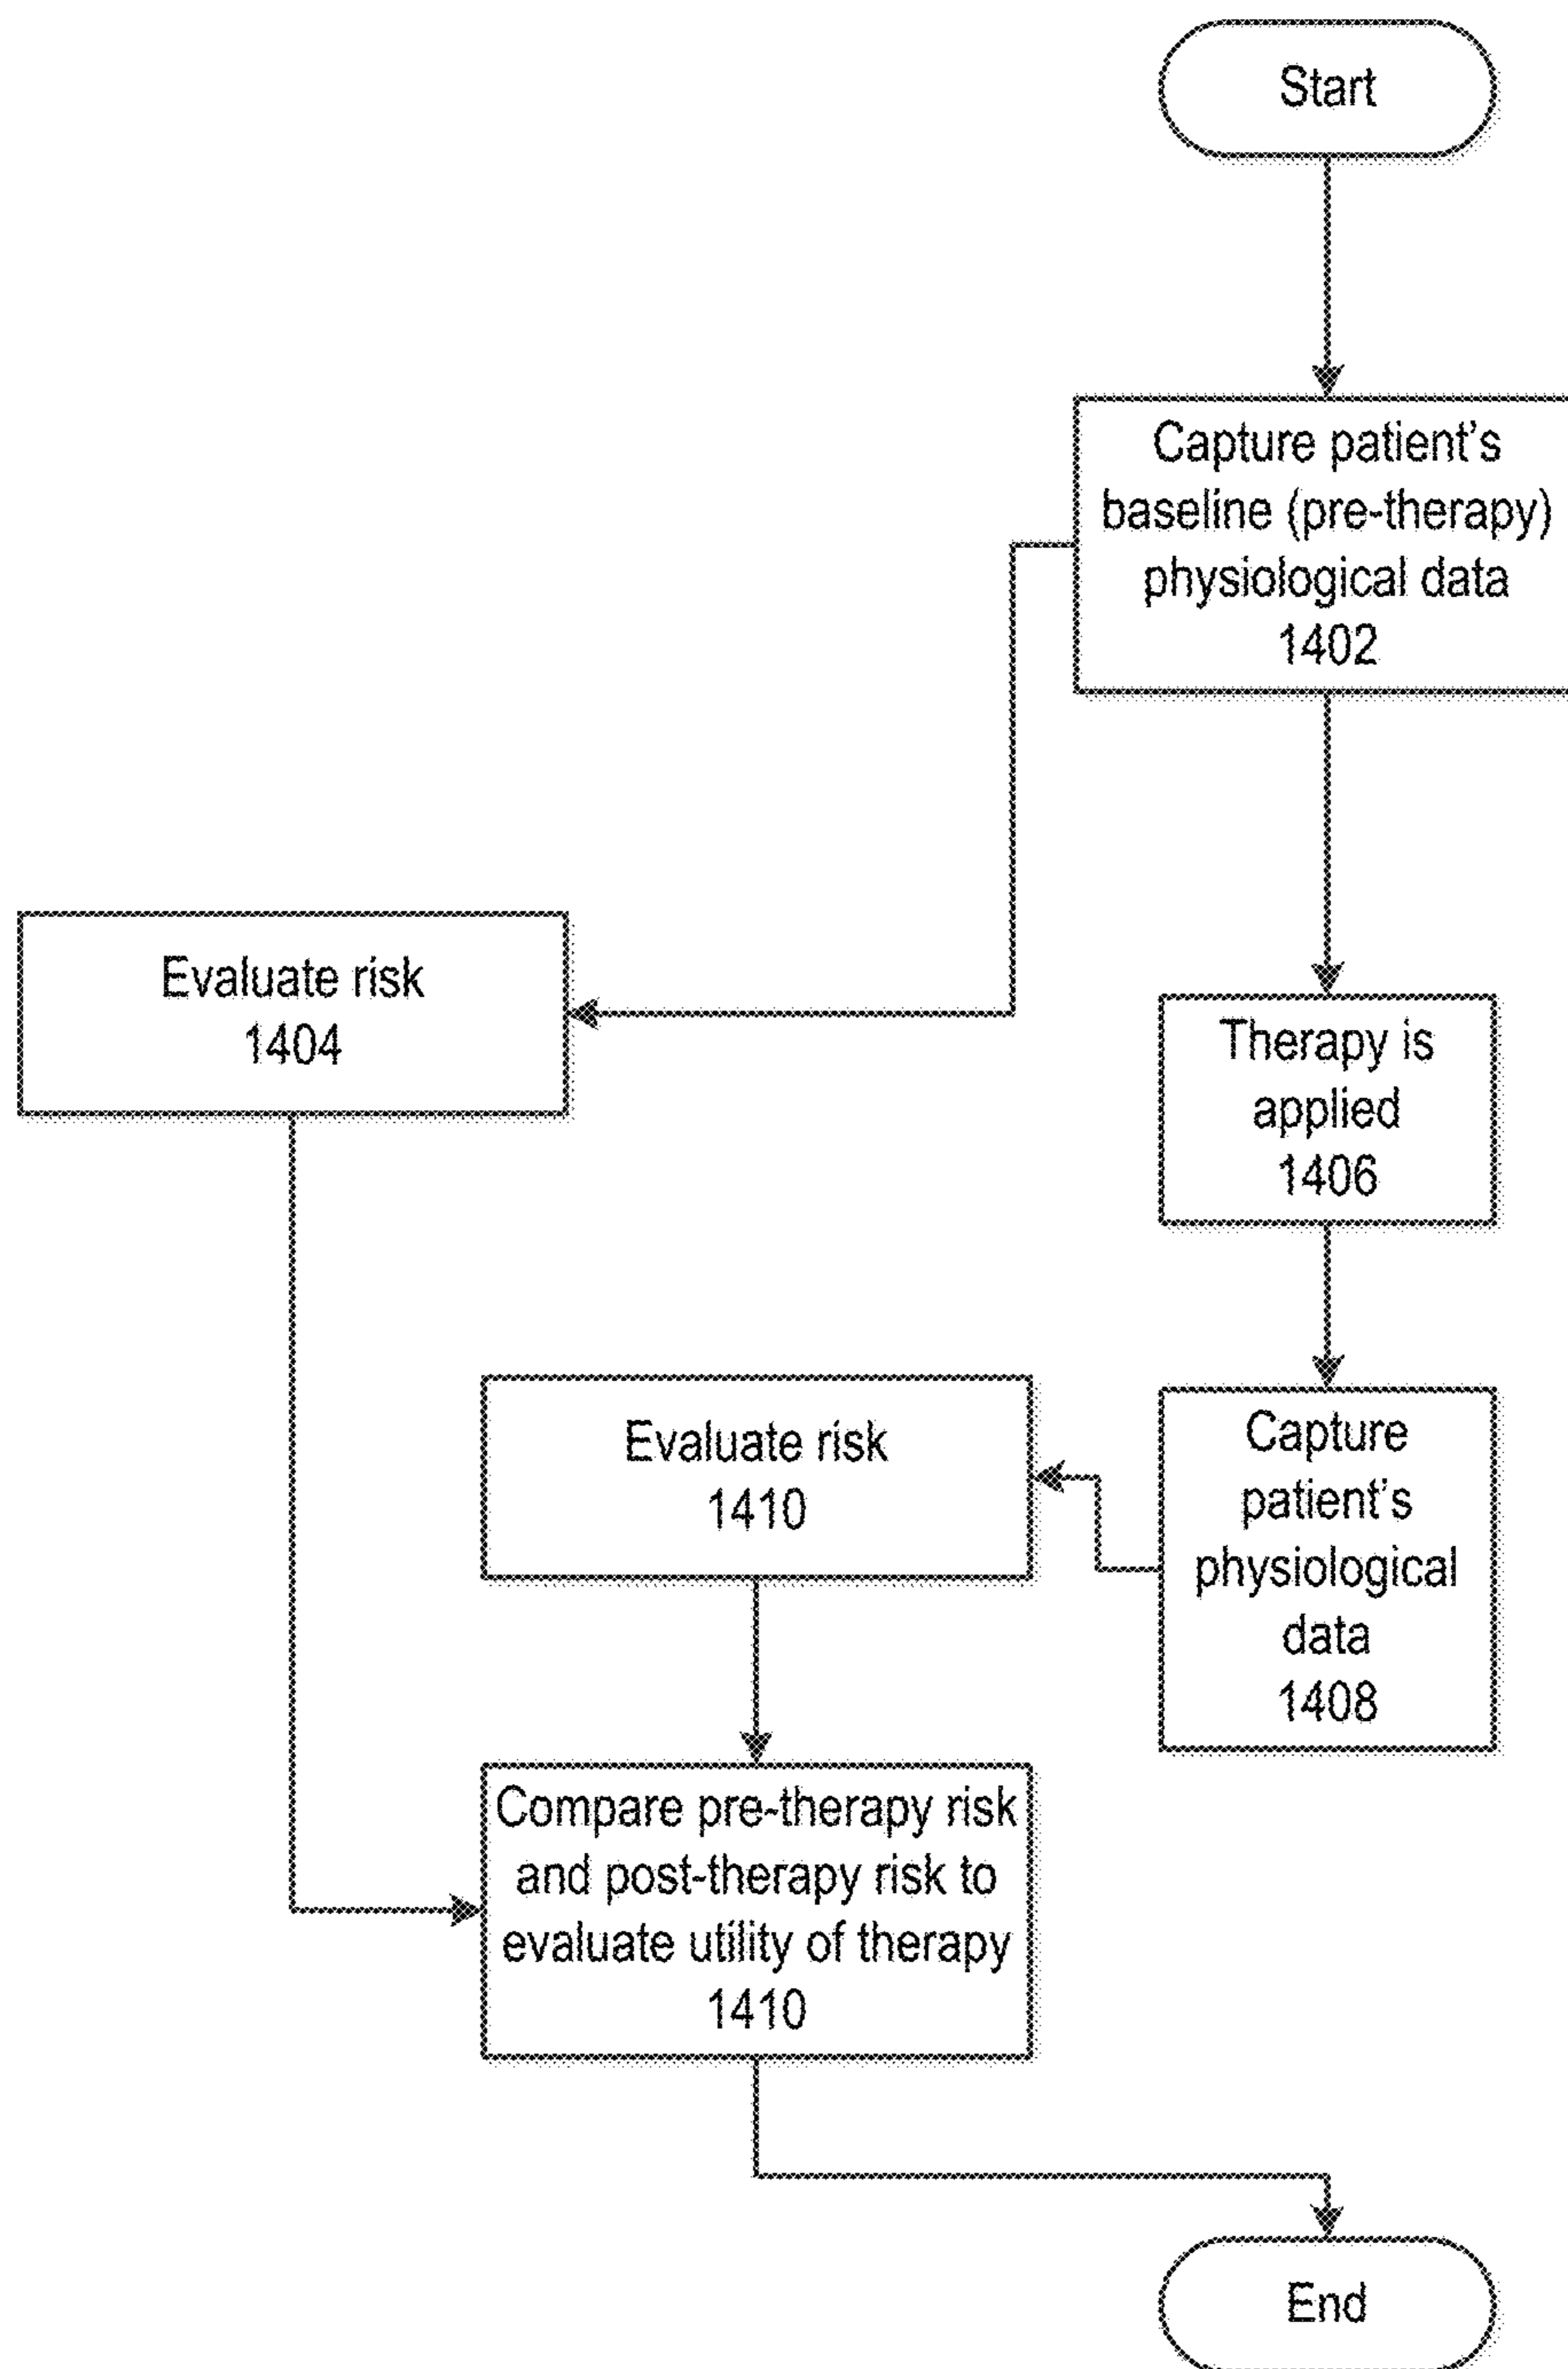 Start
Capture patient's
baseline (pre-therapy)
physiological data
1402
Evaluate risk
1404
Therapy is
applied
1406
Capture
patient's
physiological
data
1408
Evaluate risk
1410
Compare pre-therapy risk
and post-therapy risk to
evaluate utility of therapy
1410
End